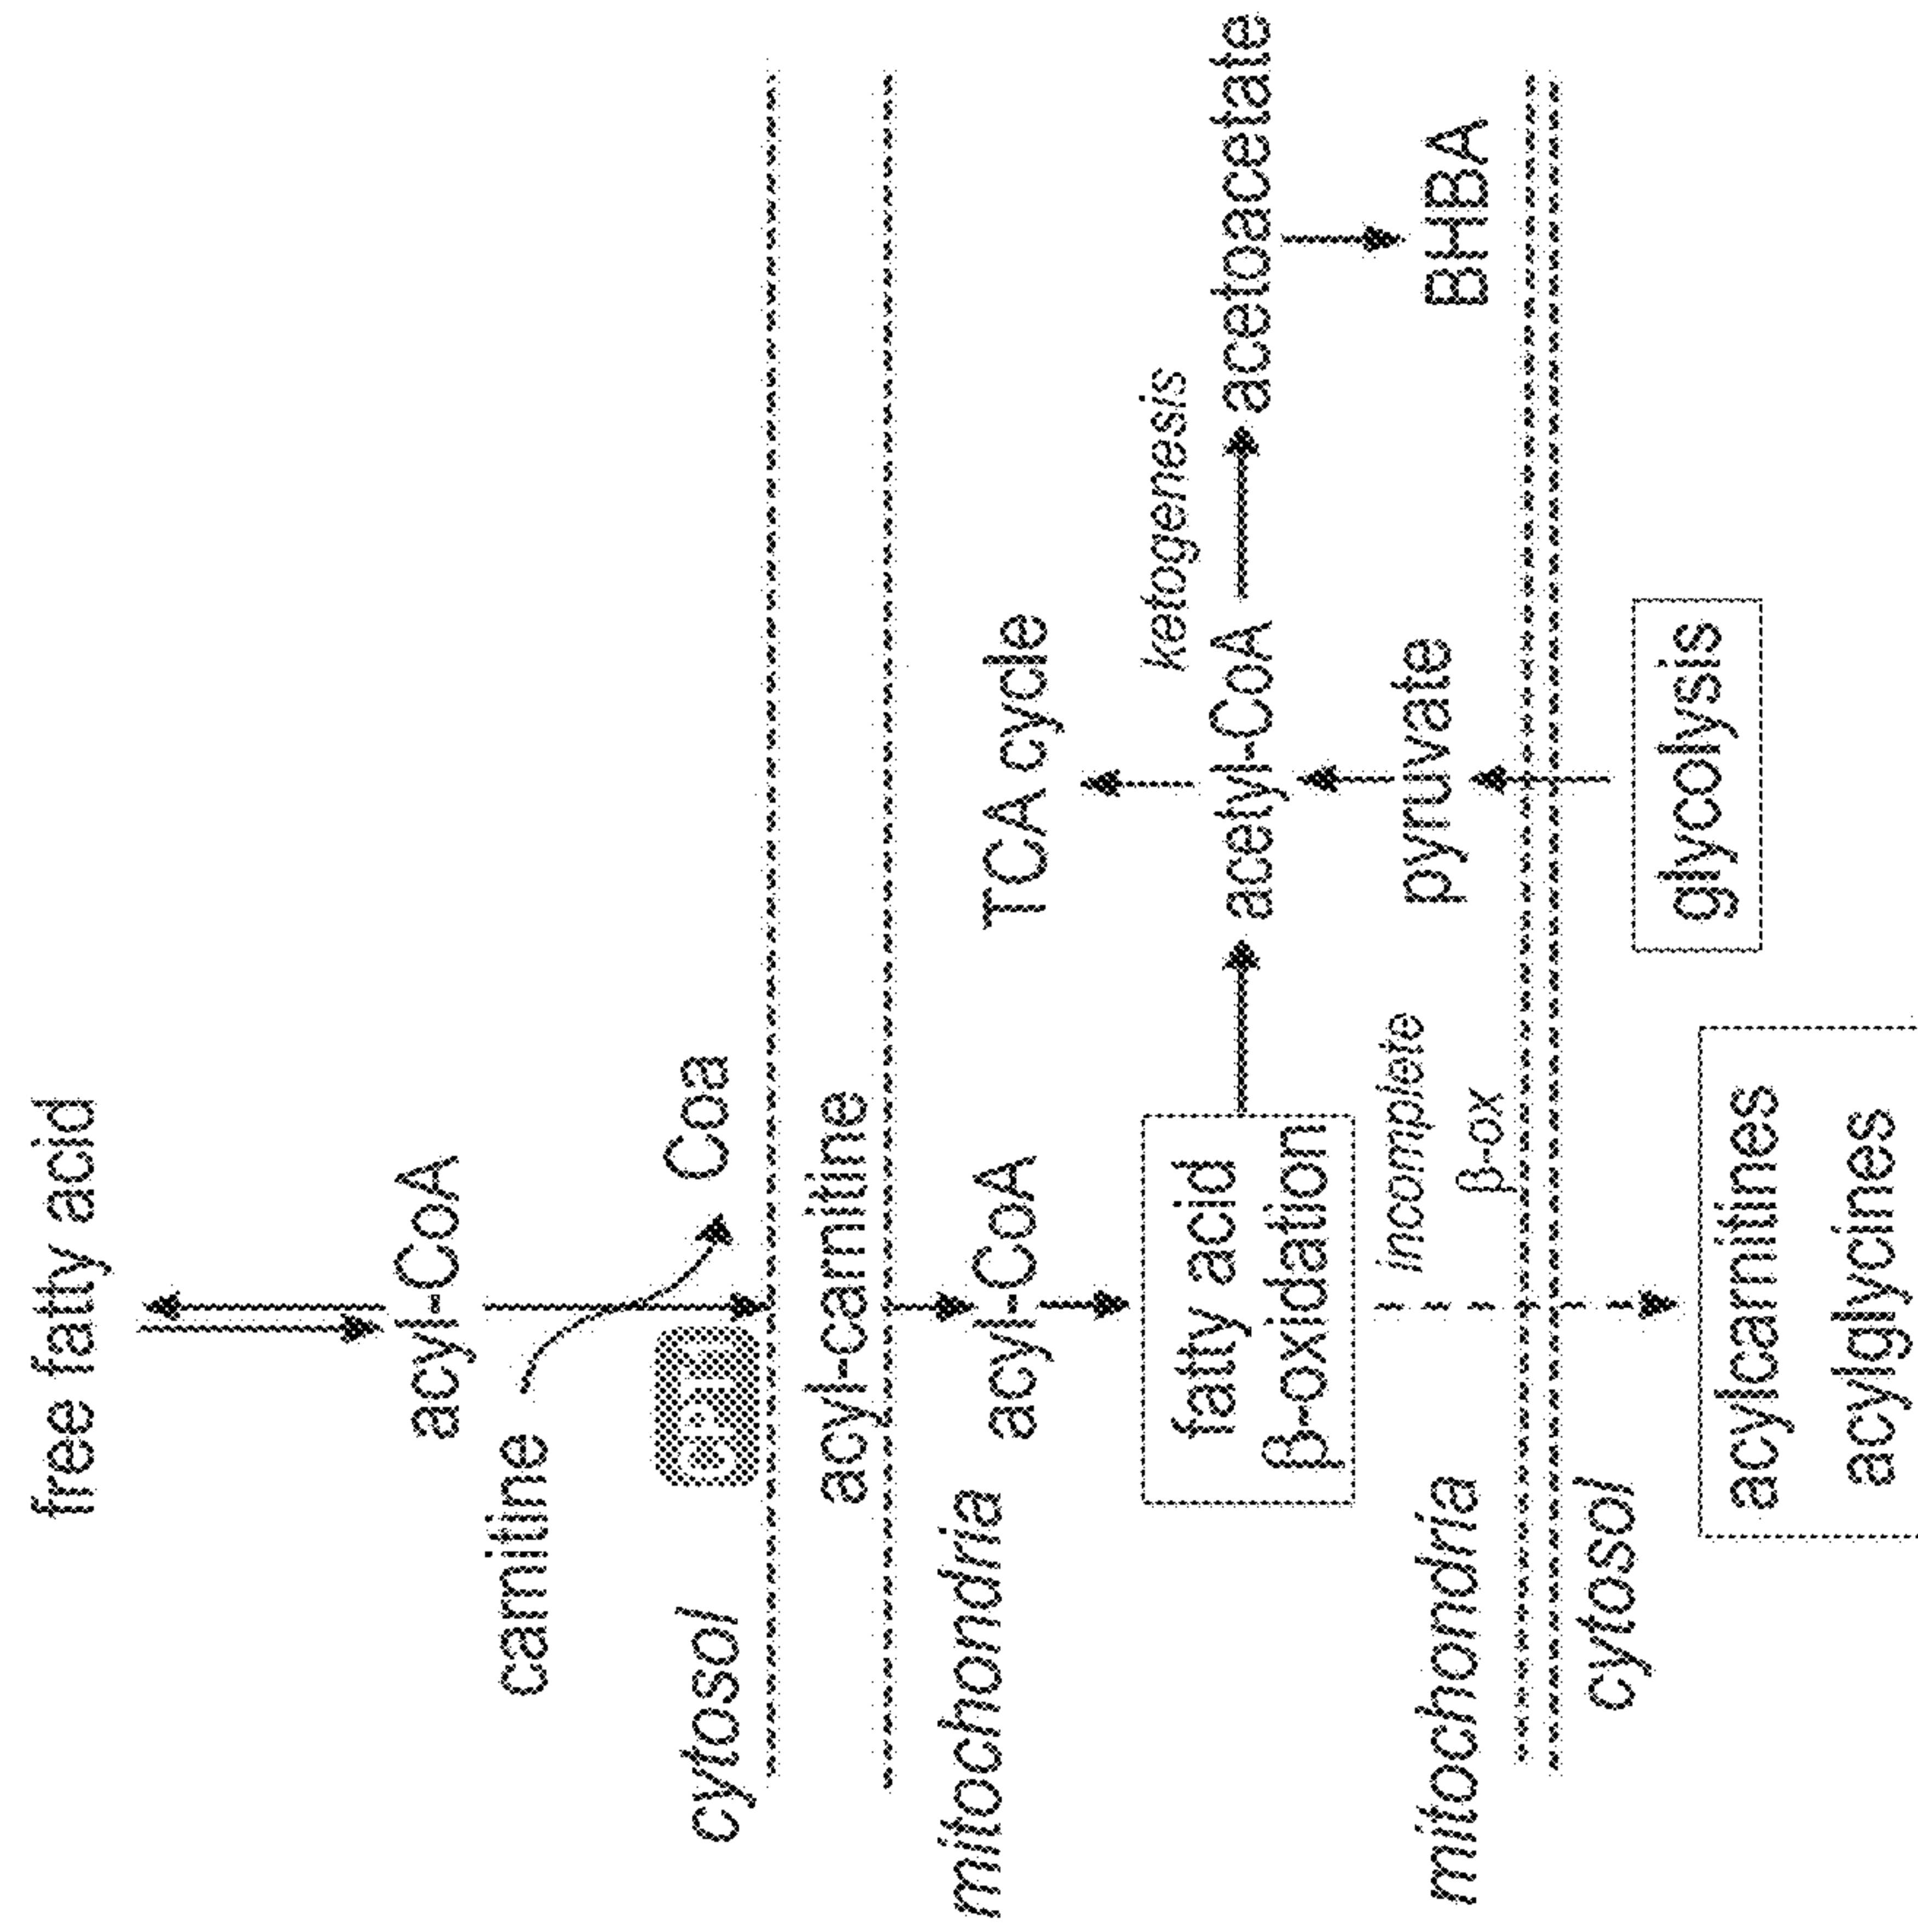 free fatty acid
acyl-CoA
carnitine
CPT1
Coa
cytosol
acyl-carnitine
mitochondria
acyl-CoA
TCA cycle
fatty acid
β-oxidation
acetyl-CoA
ketogenesis
acetoacetate
BHBA
incomplete
β-ox
pyruvate
mitochondria
cytosol
glycolysis
acylcarnitines
acylglycines